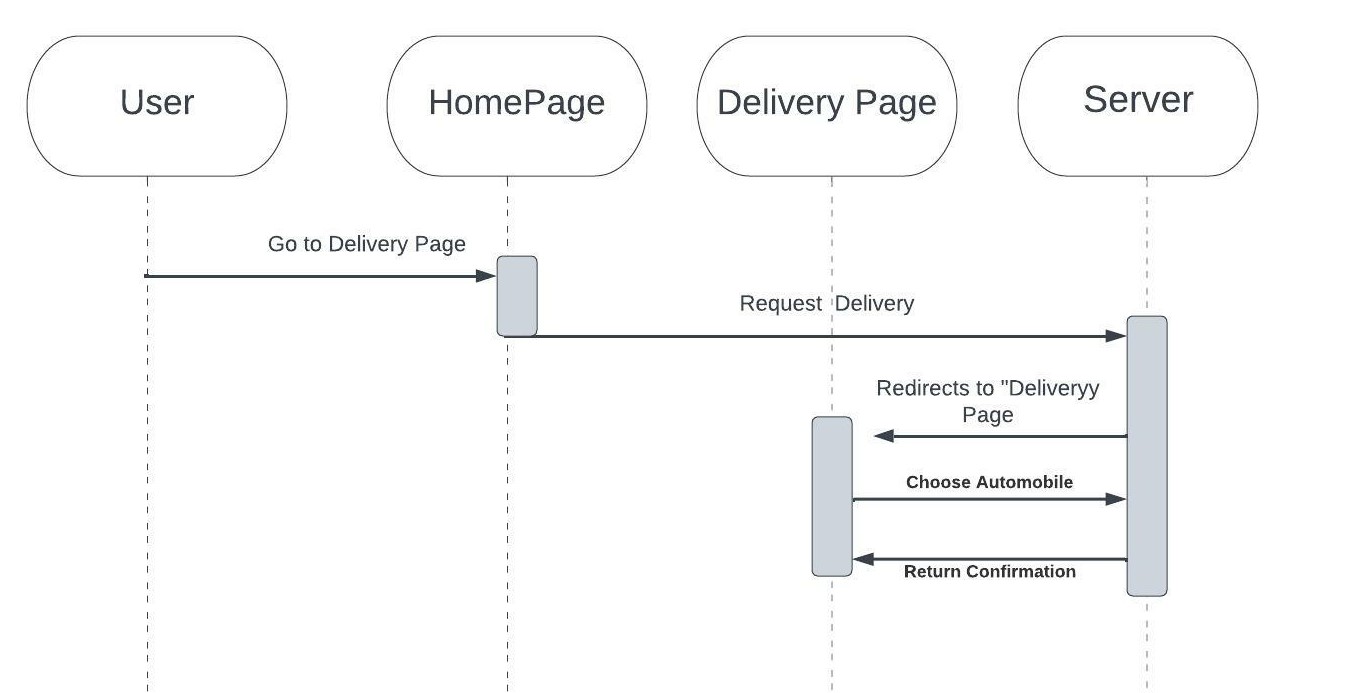 User
HomePage
Delivery Page
Server
Go to Delivery Page
Request  Delivery
Redirects to "Deliveryy
Page
Choose Automobile
Return Confirmation